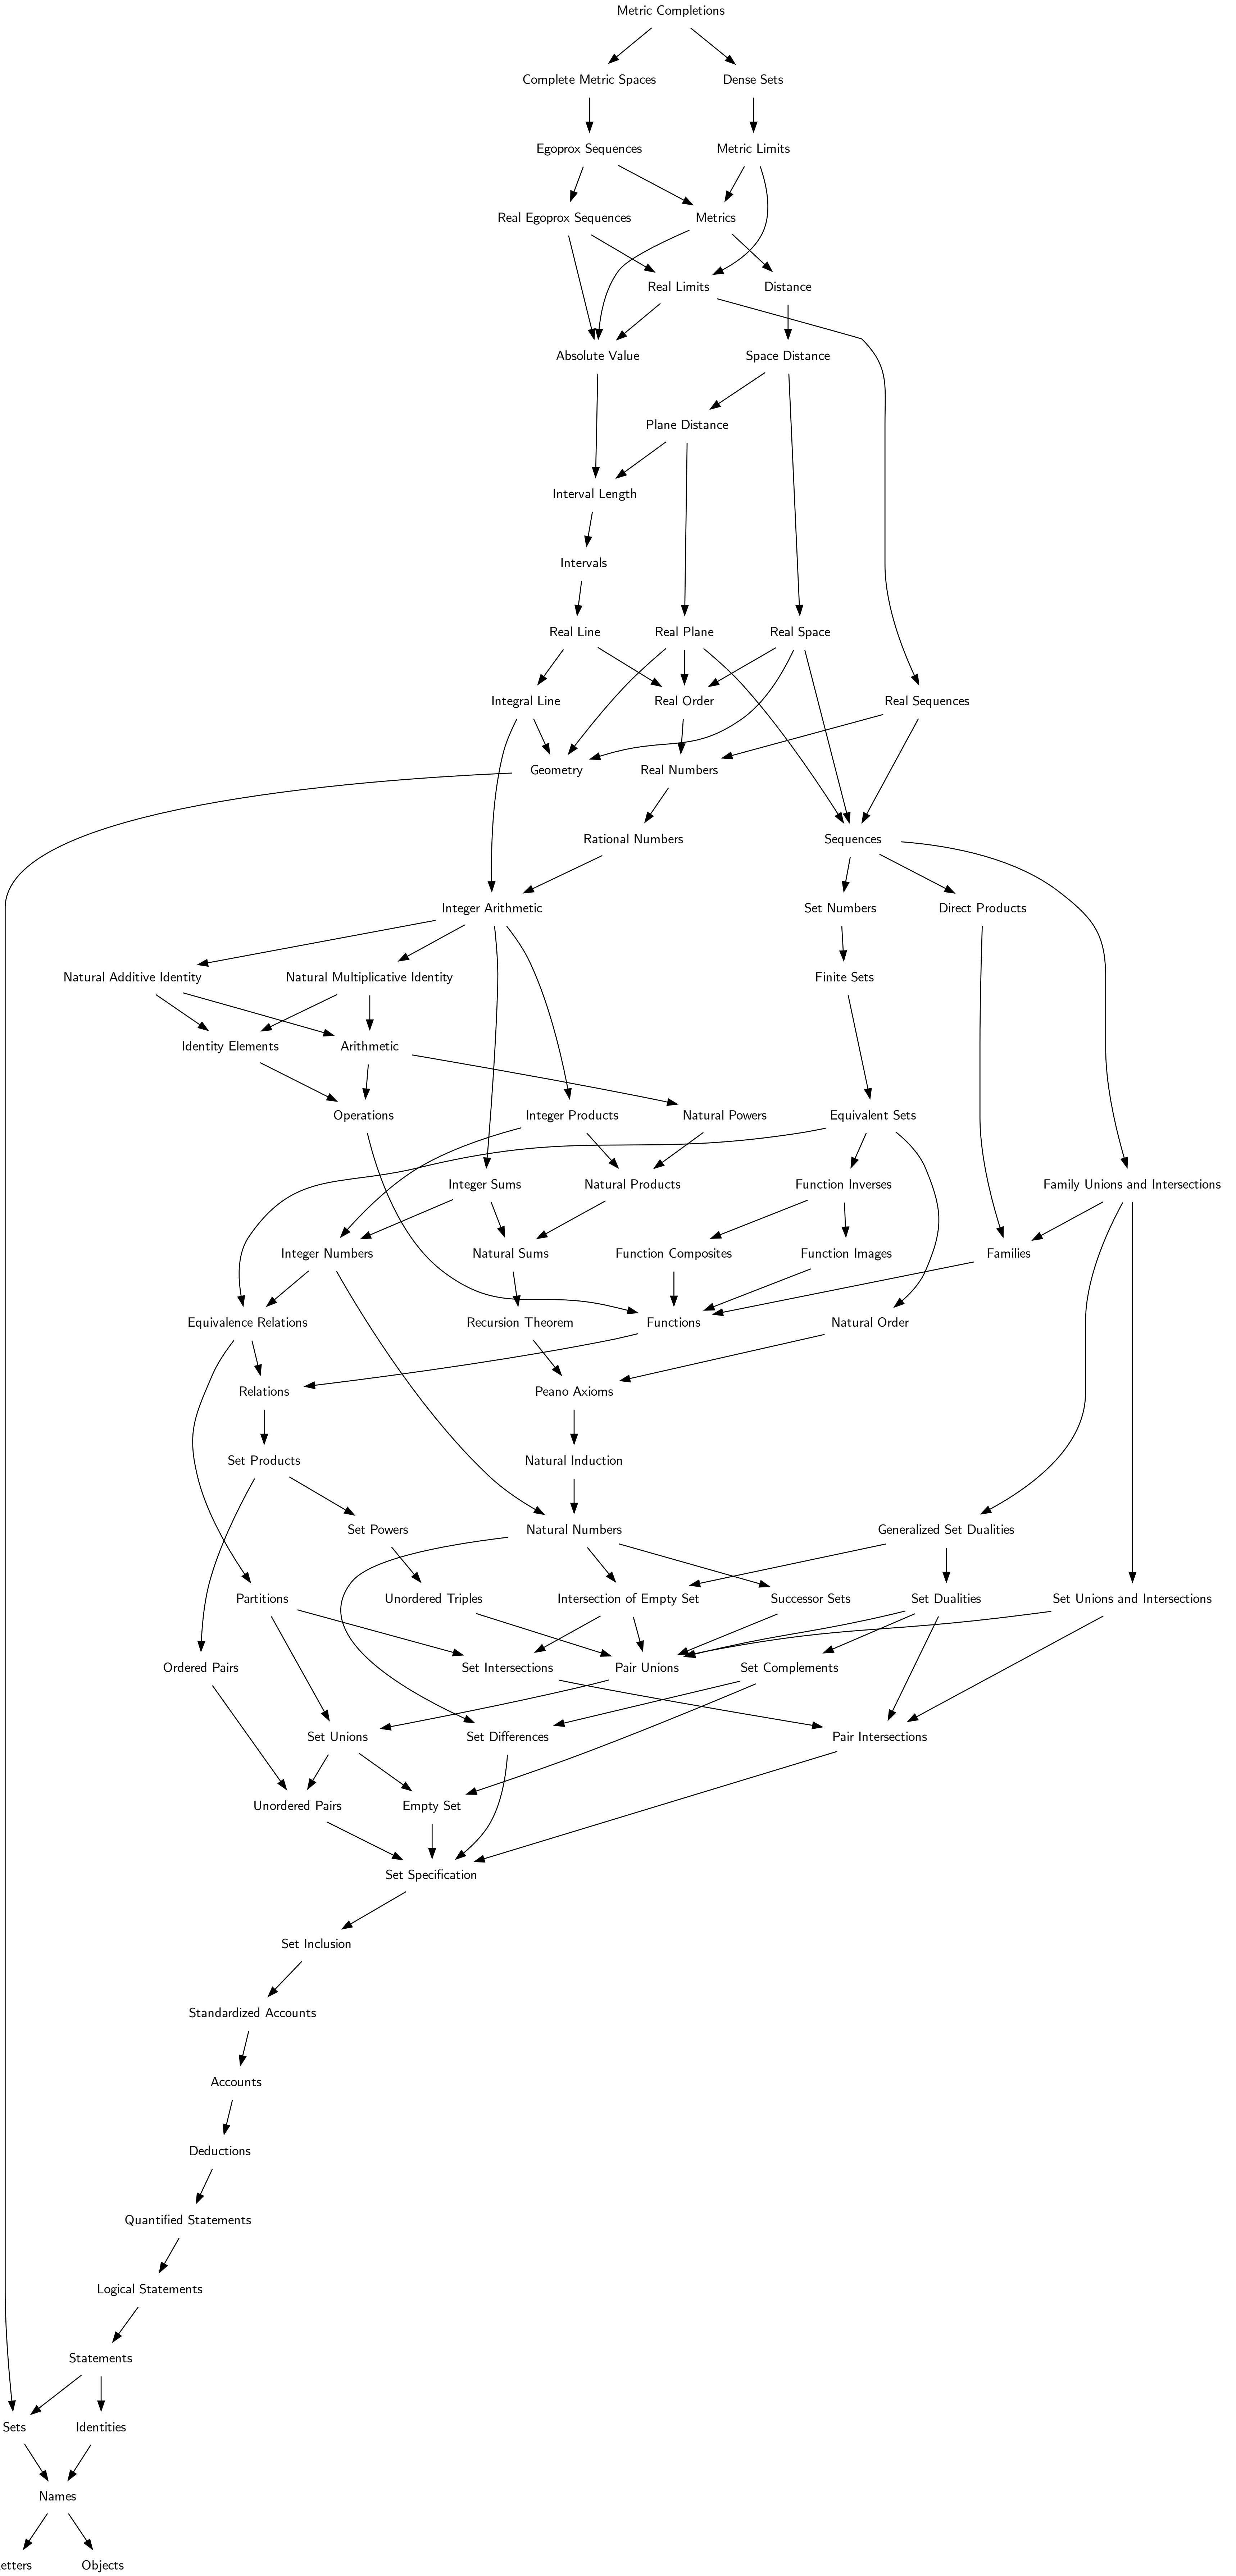 Metric Completions
Complete Metric Spaces
Dense Sets
Egoprox Sequences
Metric Limits
Real Egoprox Sequences
Metrics
Real Limits
Distance
Absolute Value
Space Distance
Plane Distance
Interval Length
Intervals
Real Line
Real Plane
Real Space
Integral Line
Real Order
Real Sequences
Geometry
Real Numbers
Rational Numbers
Sequences
Integer Arithmetic
Set Numbers
Direct Products
Natural Additive Identity
Natural Multiplicative Identity
Finite Sets
Identity Elements
Arithmetic
Operations
Integer Products
Natural Powers
Equivalent Sets
Integer Sums
Natural Products
Function Inverses
Family Unions and Intersections
Integer Numbers
Natural Sums
Function Composites
Function Images
Families
Equivalence Relations
Recursion Theorem
Functions
Natural Order
Relations
Peano Axioms
Set Products
Natural Induction
Set Powers
Natural Numbers
Generalized Set Dualities
Partitions
Unordered Triples
Intersection of Empty Set
Successor Sets
Set Dualities
Set Unions and Intersections
Ordered Pairs
Set Intersections
Pair Unions
Set Complements
Set Unions
Set Differences
Pair Intersections
Unordered Pairs
Empty Set
Set Specification
Set Inclusion
Standardized Accounts
Accounts
Deductions
Quantified Statements
Logical Statements
Statements
Sets
Identities
Names
etters
Objects